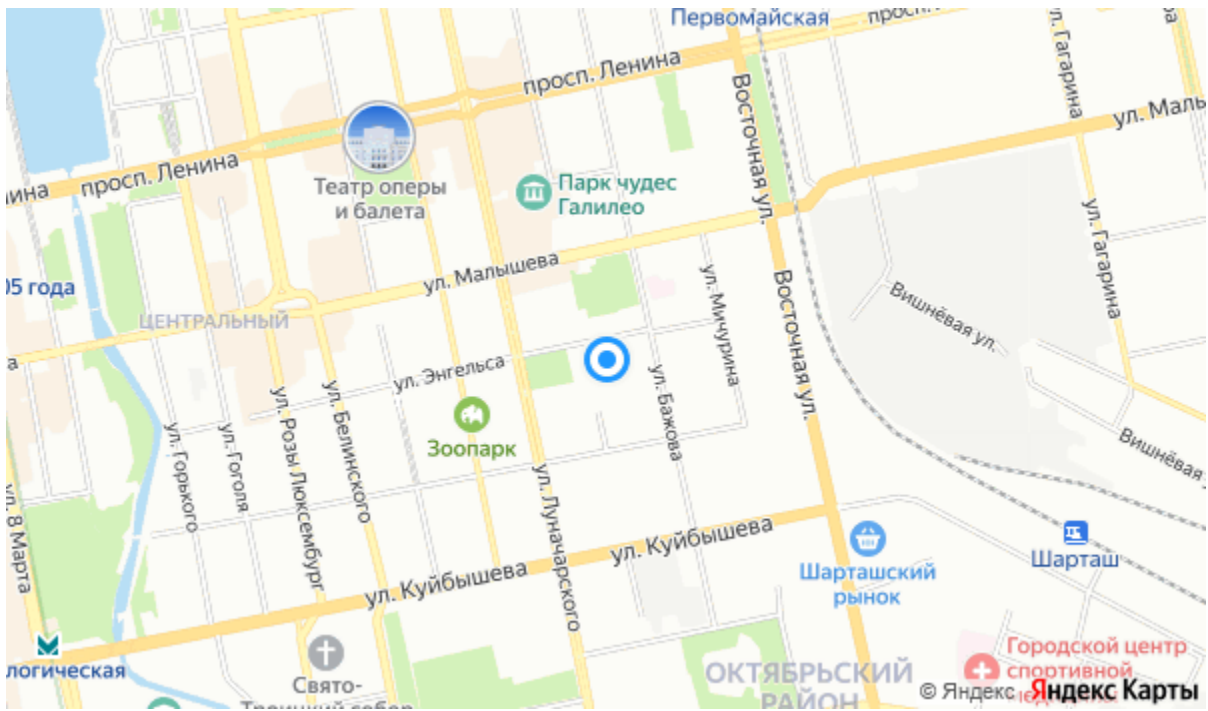 Первомайская
просп.
просп. Ленина
ул. Гагарина
ул. Малы
Восточная ул.
просп. Ленина
Театр оперы
и балета
Парк чудес
Галилео
ул. Гагарина
ул. Малышева
05 года
ул. Мичурина
Восточная ул.
Вишнёвая ул.
ЦЕНТРАЛЬНЫЙ
ул. Энгельса
ул. Бажова
ул. Горького
ул. Гоголя
ул. Розы Люксембург
ул. Белинского
Зоопарк
Вишнёвая
ул. 8 Марта
ул. Луначарского
ул. Куйбышева
Шарташский
рынок
Шарташ
ул. Куйбышева
логическая
Свято-
Троицкий собор
ОКТЯБРЬСКИЙ
РАЙОН
Городской центр
спортивной
© Яндекс Яндекс Карты